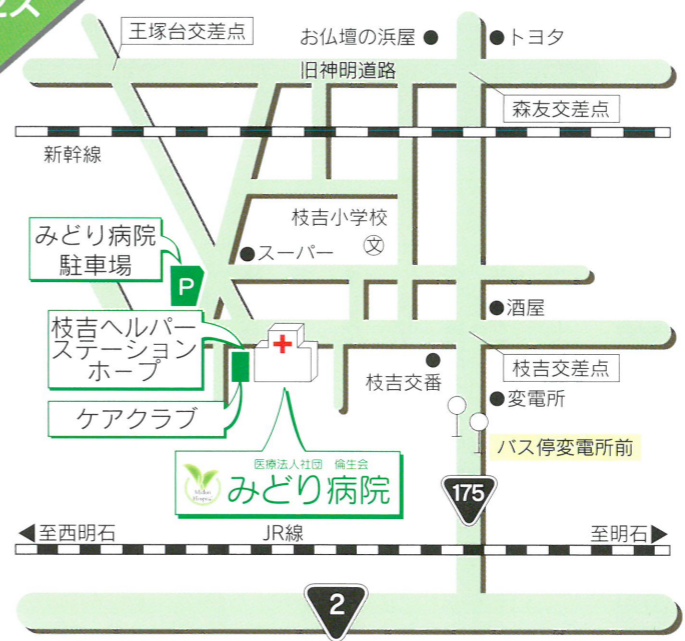 セス
王塚台交差点
お仏壇の浜屋
トヨタ
旧神明道路
森友交差点
新幹線
枝吉小学校
文
スーパー
みどり病院
駐車場
P
酒屋
枝吉ヘルパー
ステーション
ホープ
枝吉交番
枝吉交差点
変電所
ケアクラブ
バス停変電所前
医療法人社団 倫生会
みどり病院
175
至西明石
JR線
至明石
2